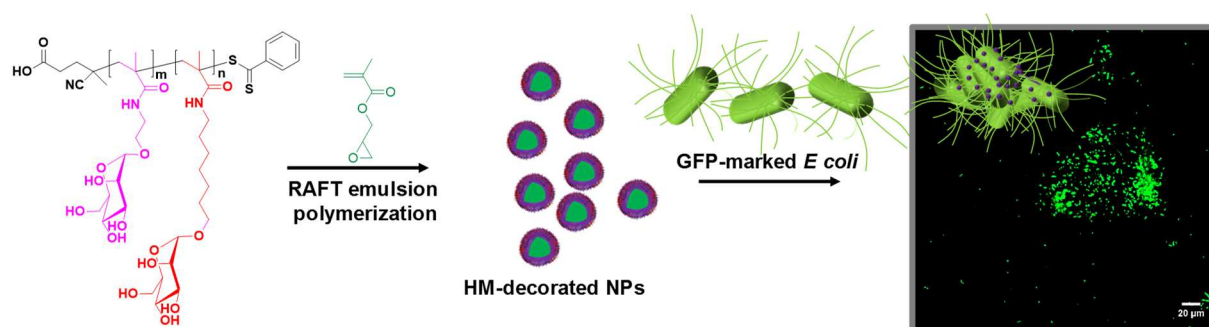 O
HO
NC
m
n
S
S
O
HN
O
HN
O
O
HO
HO
HO
HO
OH
O
O
HO
HO
HO
OH
O
O
O
RAFT emulsion
polymerization
HM-decorated NPs
GFP-marked E coli
20 µm